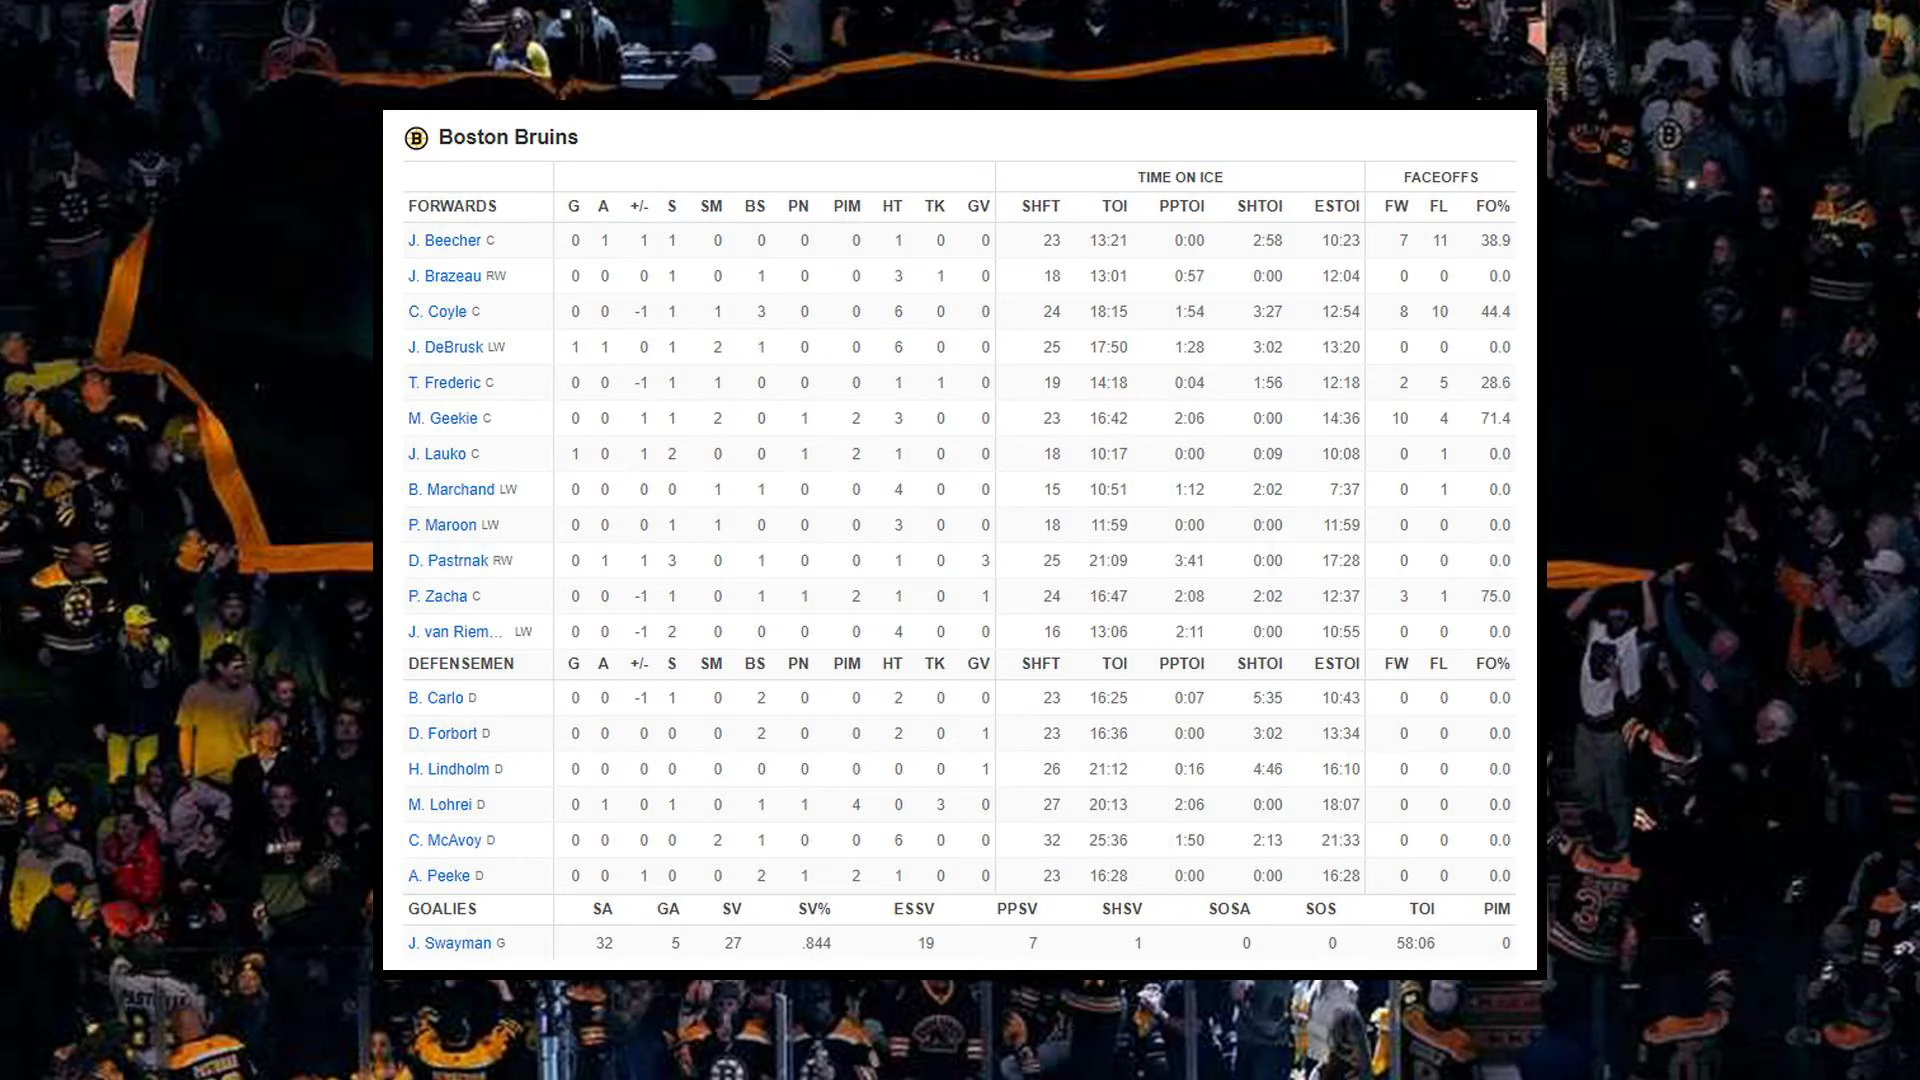 Boston Bruins
TIME ON ICE FACEOFFS
FORWARDS G A +/- S SM BS PN PIM HT TK GV SHFT TOI PPTOI SHTOI ESTOI FW FL FO%
J. Beecher C 0 1 1 1 0 0 0 0 1 0 0 23 13:21 0:00 2:58 10:23 7 11 38.9
J. Brazeau RW 0 0 0 1 0 1 0 0 3 1 0 18 13:01 0:57 0:00 12:04 0 0 0.0
C. Coyle C 0 0 -1 1 1 3 0 0 6 0 0 24 18:15 1:54 3:27 12:54 8 10 44.4
J. DeBrusk LW 1 1 0 1 2 1 0 0 6 0 0 25 17:50 1:28 3:02 13:20 0 0 0.0
T. Frederic C 0 0 -1 1 1 0 0 0 1 1 0 19 14:18 0:04 1:56 12:18 2 5 28.6
M. Geekie C 0 0 1 1 2 0 1 2 3 0 0 23 16:42 2:06 0:00 14:36 10 4 71.4
J. Lauko C 1 0 1 2 0 0 1 2 1 0 0 18 10:17 0:00 0:09 10:08 0 1 0.0
B. Marchand LW 0 0 0 0 1 1 0 0 4 0 0 15 10:51 1:12 2:02 7:37 0 1 0.0
P. Maroon LW 0 0 0 1 1 0 0 0 3 0 0 18 11:59 0:00 0:00 11:59 0 0 0.0
D. Pastrnak RW 0 1 1 3 0 1 0 0 1 0 3 25 21:09 3:41 0:00 17:28 0 0 0.0
P. Zacha C 0 0 -1 1 0 1 1 2 1 0 1 24 16:47 2:08 2:02 12:37 3 1 75.0
J. van Riem... LW 0 0 -1 2 0 0 0 0 4 0 0 16 13:06 2:11 0:00 10:55 0 0 0.0
DEFENSEMEN G A +/- S SM BS PN PIM HT TK GV SHFT TOI PPTOI SHTOI ESTOI FW FL FO%
B. Carlo D 0 0 -1 1 0 2 0 0 2 0 0 23 16:25 0:07 5:35 10:43 0 0 0.0
D. Forbort D 0 0 0 0 0 2 0 0 2 0 1 23 16:36 0:00 3:02 13:34 0 0 0.0
H. Lindholm D 0 0 0 0 0 0 0 0 0 0 1 26 21:12 0:16 4:46 16:10 0 0 0.0
M. Lohrei D 0 1 0 1 0 1 1 4 0 3 0 27 20:13 2:06 0:00 18:07 0 0 0.0
C. McAvoy D 0 0 0 0 2 1 0 0 6 0 0 32 25:36 1:50 2:13 21:33 0 0 0.0
A. Peeke D 0 0 1 0 0 2 1 2 1 0 0 23 16:28 0:00 0:00 16:28 0 0 0.0
GOALIES SA GA SV SV% ESSV PPSV SHSV SOSA SOS TOI PIM
J. Swayman G 32 5 27 .844 19 7 1 0 0 58:06 0